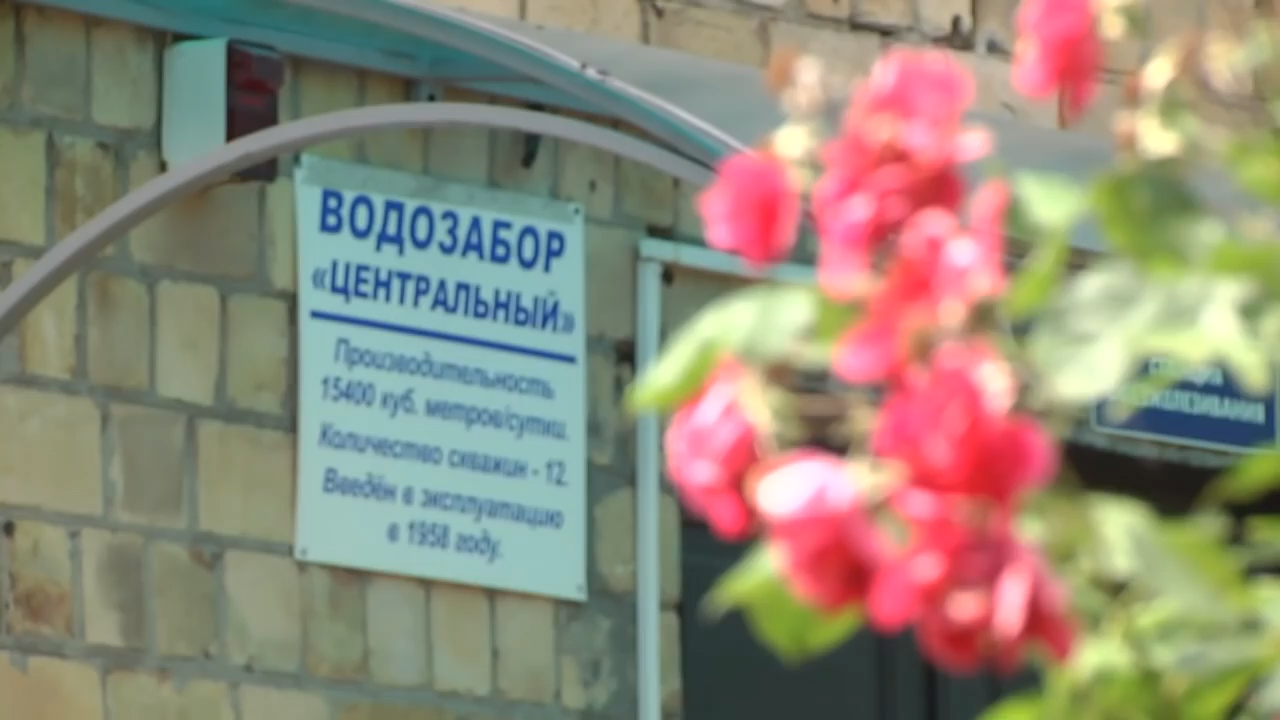 ВОДОЗАБОР
«ЦЕНТРАЛЬНЫЙ»
Производительность
15400 куб. метров/сутки.
Количество скважин - 12.
Введён в эксплуатацию
в 1958 году.